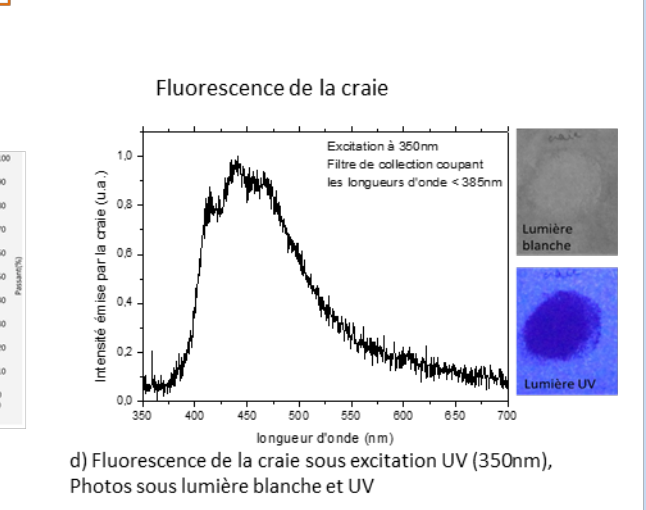 Fluorescence de la craie
100
Passant(%)
Excitation à 350nm
Filtre de collection coupant
les longueurs d'onde < 385nm
Intensité émise par la craie (u.a.)
1,0
0,8
0,6
0,4
0,2
0,0
350 400 450 500 550 600 650 700
longueur d'onde (nm)
craie
Lumière
blanche
Lumière UV
d) Fluorescence de la craie sous excitation UV (350nm),
Photos sous lumière blanche et UV